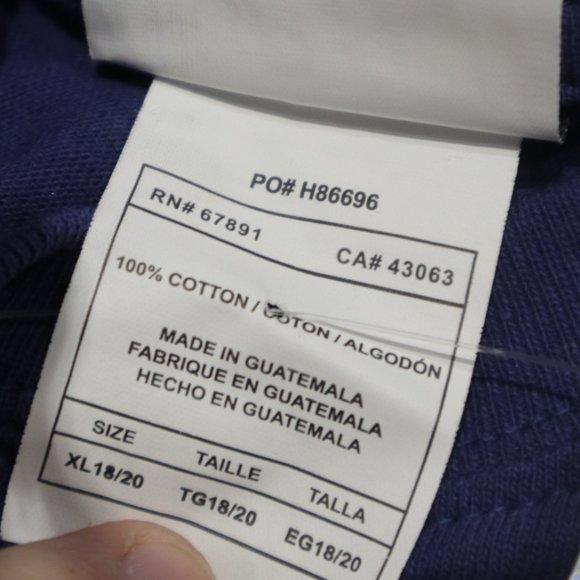 PO# H86696
RN# 67891 CA# 43063
100% COTTON / COTON / ALGODÓN
MADE IN GUATEMALA
FABRIQUE EN GUATEMALA
HECHO EN GUATEMALA
SIZE TAILLE TALLA
XL18/20 TG18/20 EG18/20